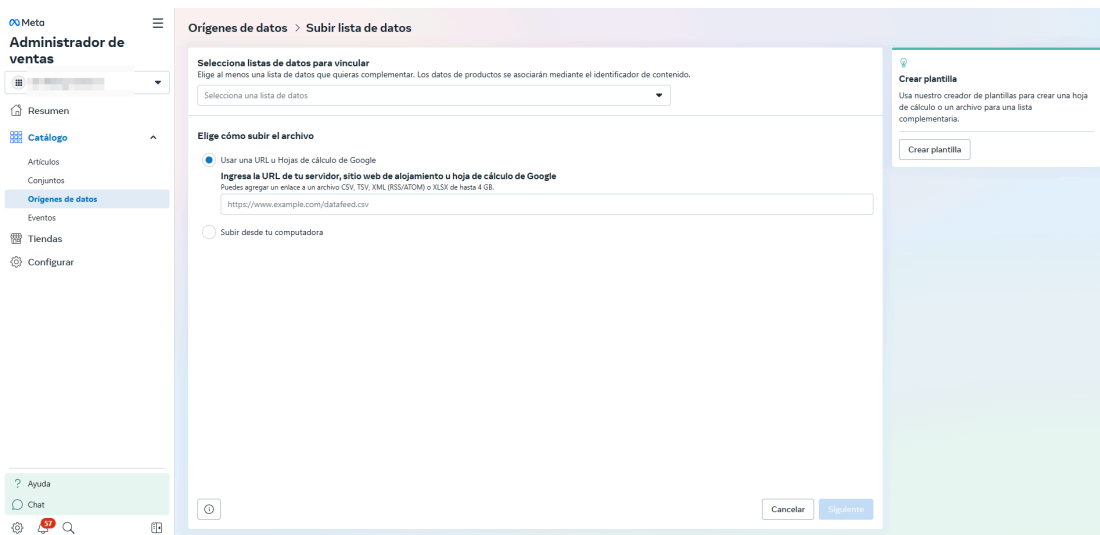 Meta
Administrador de
ventas
Resumen
Catálogo
Artículos
Conjuntos
Orígenes de datos
Eventos
Tiendas
Configurar
Ayuda
Chat
57
Orígenes de datos > Subir lista de datos
Selecciona listas de datos para vincular
Elige al menos una lista de datos que quieras complementar. Los datos de productos se asociarán mediante el identificador de contenido.
Selecciona una lista de datos
Elige cómo subir el archivo
Usar una URL u Hojas de cálculo de Google
Ingresa la URL de tu servidor, sitio web de alojamiento u hoja de cálculo de Google
Puedes agregar un enlace a un archivo CSV, TSV, XML (RSS/ATOM) o XLSX de hasta 4 GB.
https://www.example.com/datafeed.csv
Subir desde tu computadora
Cancelar
Siguiente
Crear plantilla
Usa nuestro creador de plantillas para crear una hoja
de cálculo o un archivo para una lista
complementaria.
Crear plantilla